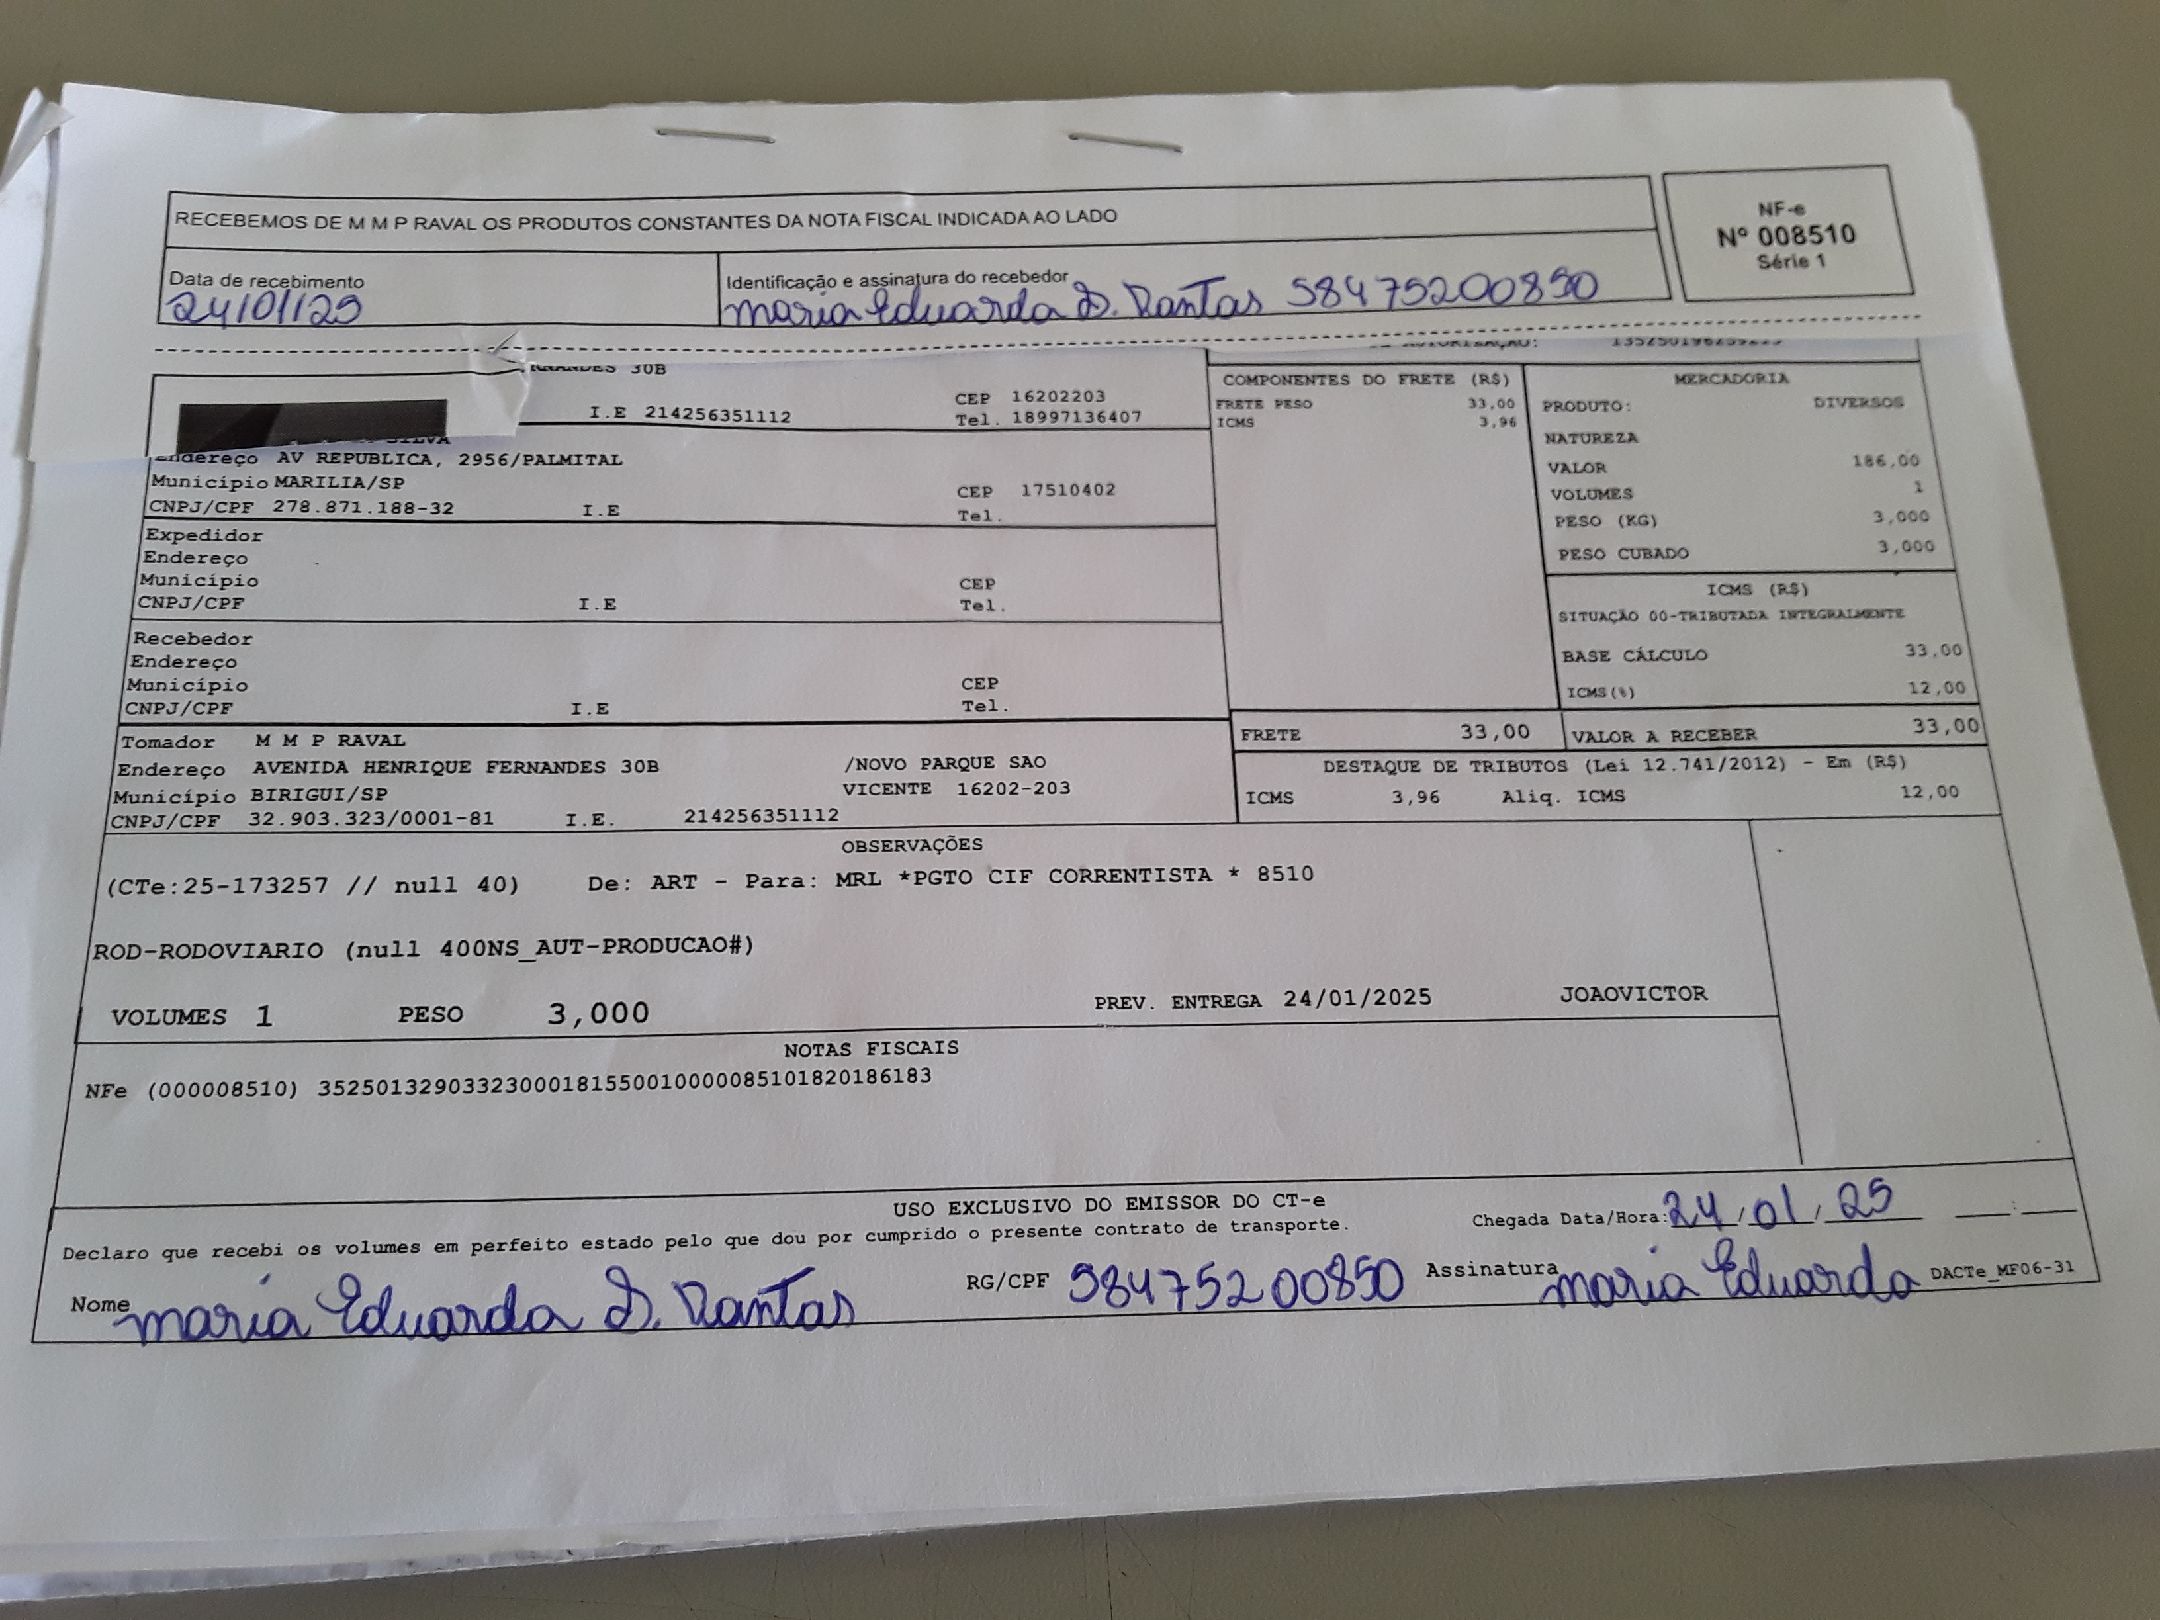 RECEBEMOS DE M M P RAVAL OS PRODUTOS CONSTANTES DA NOTA FISCAL INDICADA AO LADO
NF-e
Nº 008510
Série 1
Data de recebimento
24/01/25
Identificação e assinatura do recebedor
Maria Eduarda D. Dantas 58475200850
30B
I.E 214256351112
CEP 16202203
Tel. 18997136407
SILVA
Endereço AV REPUBLICA, 2956/PALMITAL
Município MARILIA/SP
CEP 17510402
CNPJ/CPF 278.871.188-32 I.E Tel.
Expedidor
Endereço
Município CEP
CNPJ/CPF I.E Tel.
Recebedor
Endereço
Município CEP
CNPJ/CPF I.E Tel.
Tomador M M P RAVAL
Endereço AVENIDA HENRIQUE FERNANDES 30B /NOVO PARQUE SAO
Município BIRIGUI/SP VICENTE 16202-203
CNPJ/CPF 32.903.323/0001-81 I.E. 214256351112
COMPONENTES DO FRETE (R$)
FRETE PESO 33,00
ICMS 3,96
MERCADORIA
PRODUTO: DIVERSOS
NATUREZA
VALOR 186,00
VOLUMES 1
PESO (KG) 3,000
PESO CUBADO 3,000
ICMS (R$)
SITUAÇÃO 00-TRIBUTADA INTEGRALMENTE
BASE CÁLCULO 33,00
ICMS(%) 12,00
FRETE 33,00 VALOR A RECEBER 33,00
DESTAQUE DE TRIBUTOS (Lei 12.741/2012) - Em (R$)
ICMS 3,96 Aliq. ICMS 12,00
OBSERVAÇÕES
(CTe:25-173257 // null 40) De: ART - Para: MRL *PGTO CIF CORRENTISTA * 8510
ROD-RODOVIARIO (null 400NS_AUT-PRODUCAO#)
VOLUMES 1 PESO 3,000 PREV. ENTREGA 24/01/2025 JOAOVICTOR
NOTAS FISCAIS
NFe (000008510) 35250132903323000181550010000085101820186183
USO EXCLUSIVO DO EMISSOR DO CT-e
Declaro que recebi os volumes em perfeito estado pelo que dou por cumprido o presente contrato de transporte.
Chegada Data/Hora: 24/01/25 __:__
Nome Maria Eduarda D. Dantas RG/CPF 58475200850 Assinatura Maria Eduarda DACTe_MF06-31